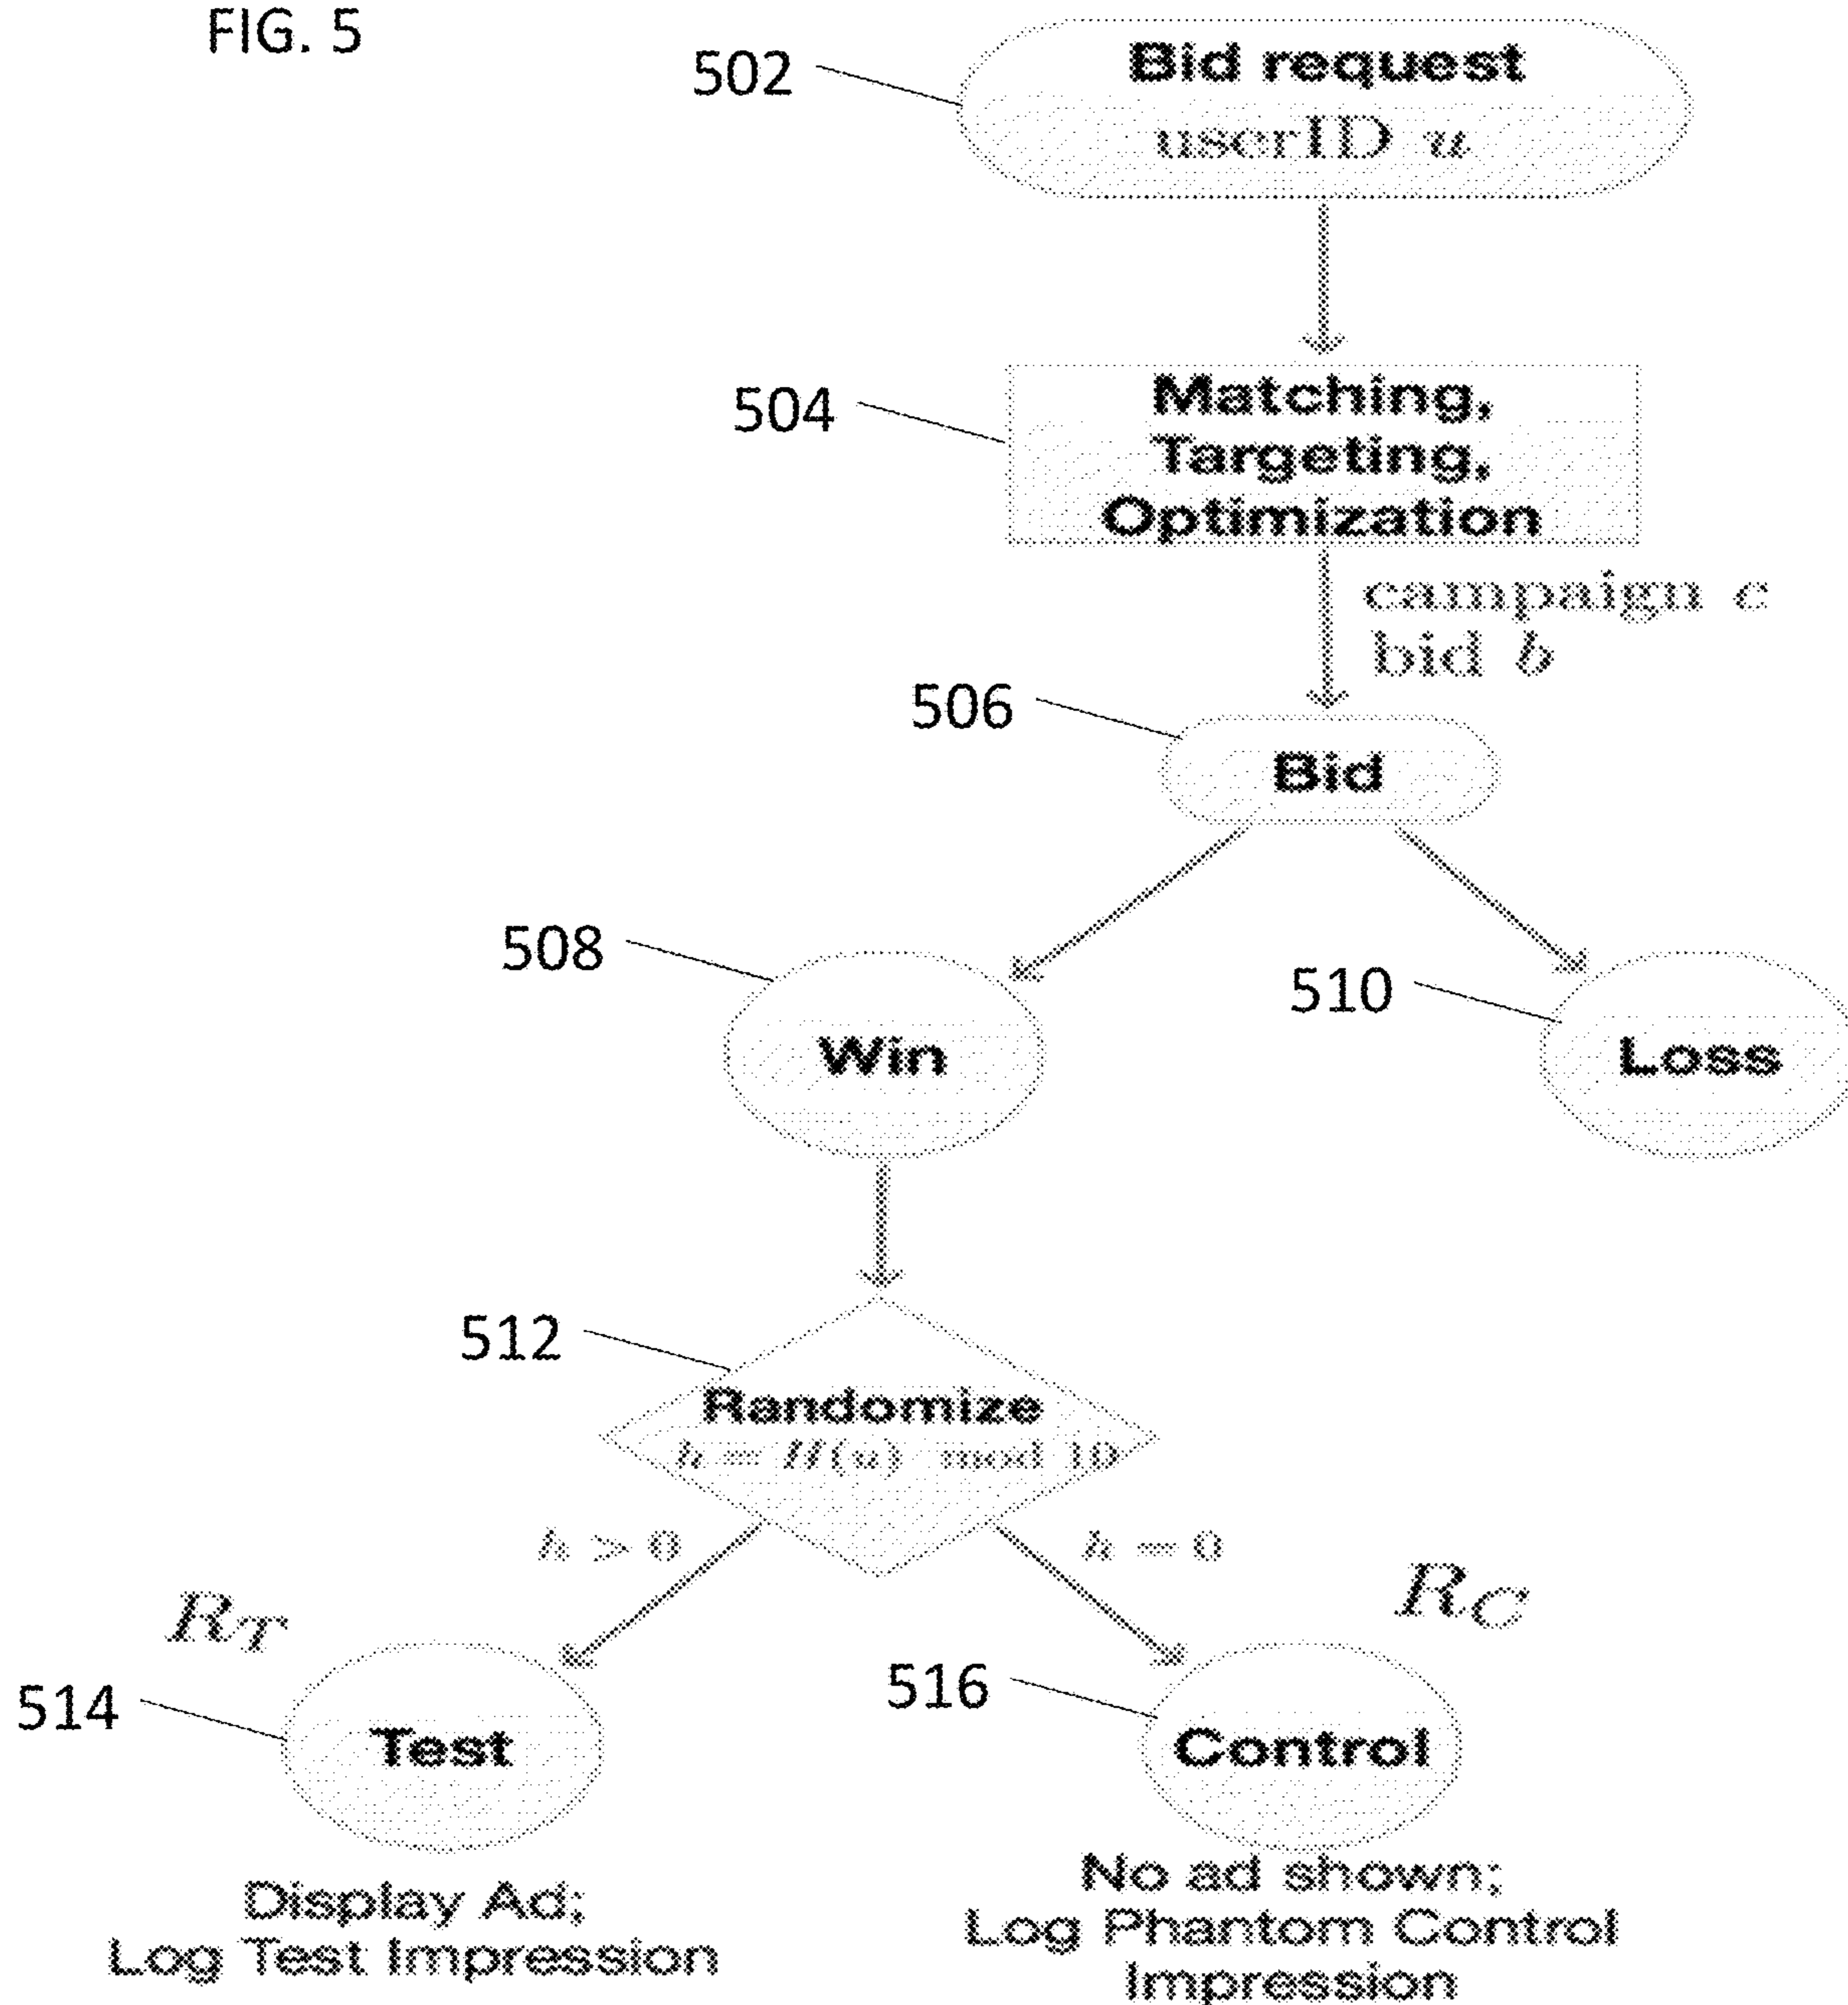 FIG. 5
502
Bid request
userID u
504
Matching,
Targeting,
Optimization
campaign c
bid b
506
Bid
508
Win
510
Loss
512
Randomize
h = H(u) mod 10
h > 0
h = 0
R_T
R_C
514
Test
516
Control
Display Ad;
Log Test Impression
No ad shown;
Log Phantom Control
Impression